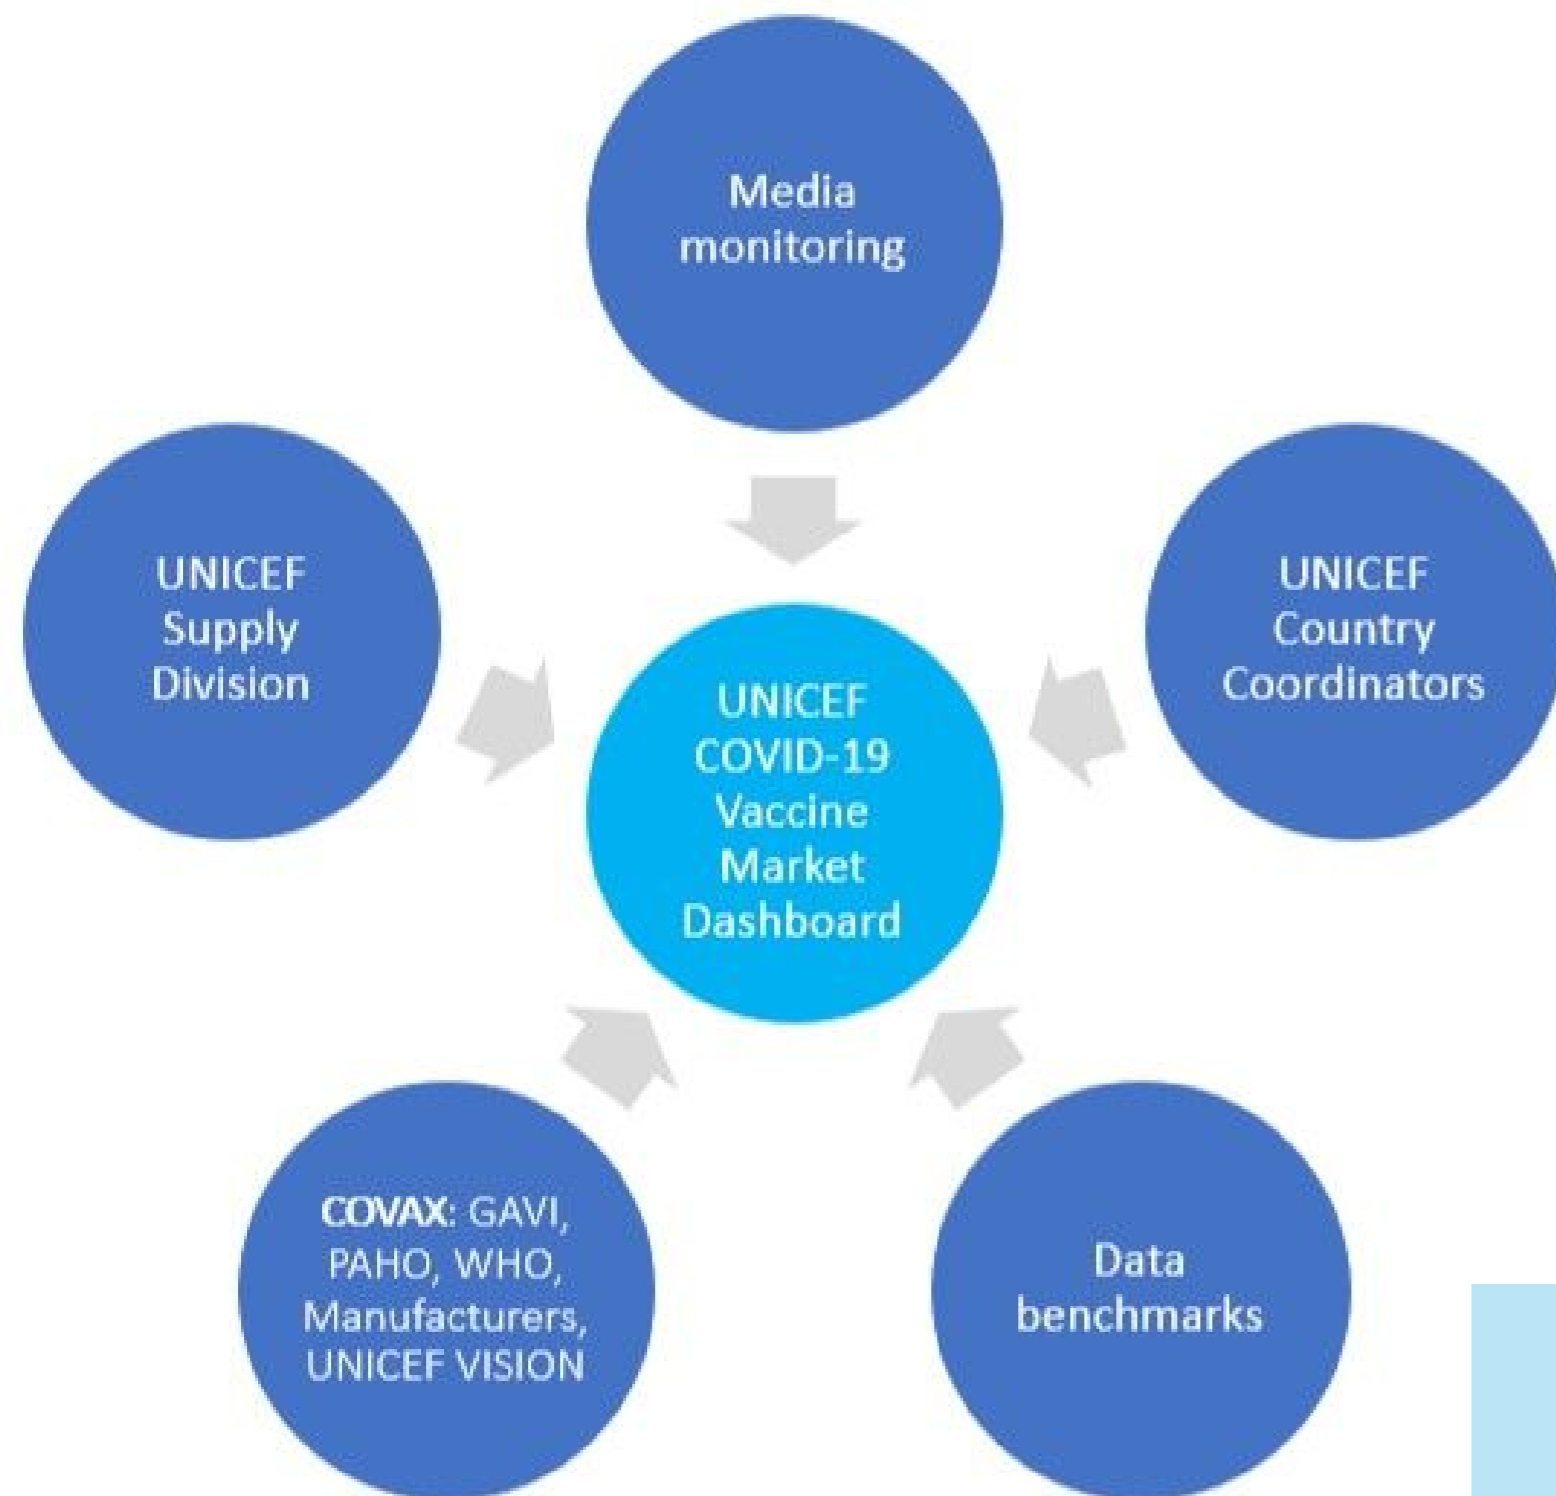 Media
monitoring
UNICEF
Supply
Division
UNICEF
Country
Coordinators
UNICEF
COVID-19
Vaccine
Market
Dashboard
COVAX: GAVI,
PAHO, WHO,
Manufacturers,
UNICEF VISION
Data
benchmarks